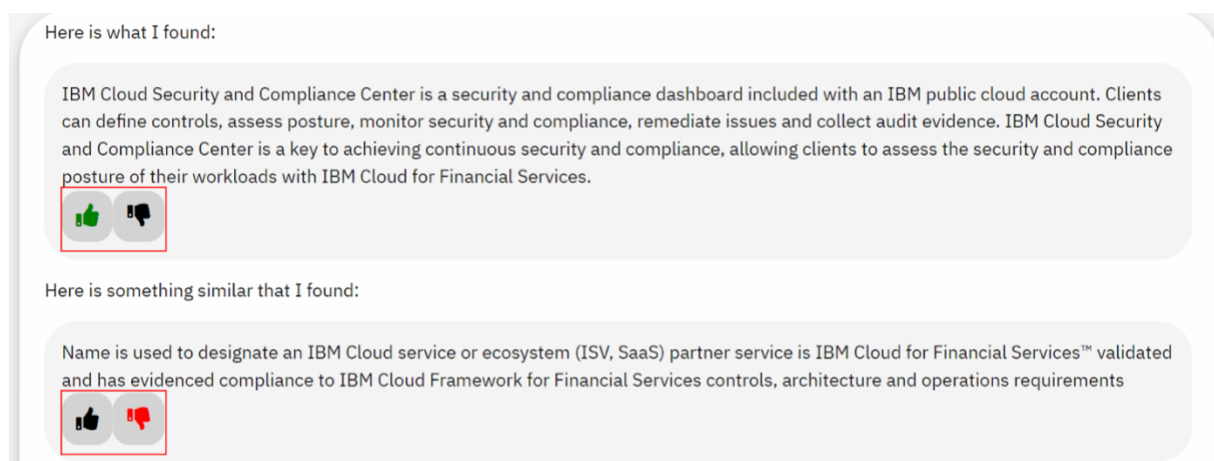 Here is what I found:
IBM Cloud Security and Compliance Center is a security and compliance dashboard included with an IBM public cloud account. Clients
can define controls, assess posture, monitor security and compliance, remediate issues and collect audit evidence. IBM Cloud Security
and Compliance Center is a key to achieving continuous security and compliance, allowing clients to assess the security and compliance
posture of their workloads with IBM Cloud for Financial Services.
Here is something similar that I found:
Name is used to designate an IBM Cloud service or ecosystem (ISV, SaaS) partner service is IBM Cloud for Financial Services™ validated
and has evidenced compliance to IBM Cloud Framework for Financial Services controls, architecture and operations requirements